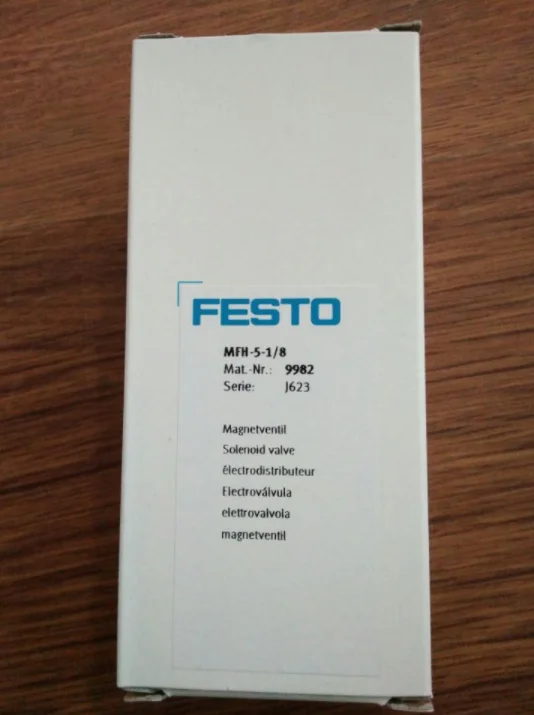 FESTO
MFH-5-1/8
Mat.-Nr.: 9982
Serie: J623
Magnetventil
Solenoid valve
électrodistributeur
Electroválvula
elettrovalvola
magnetventil